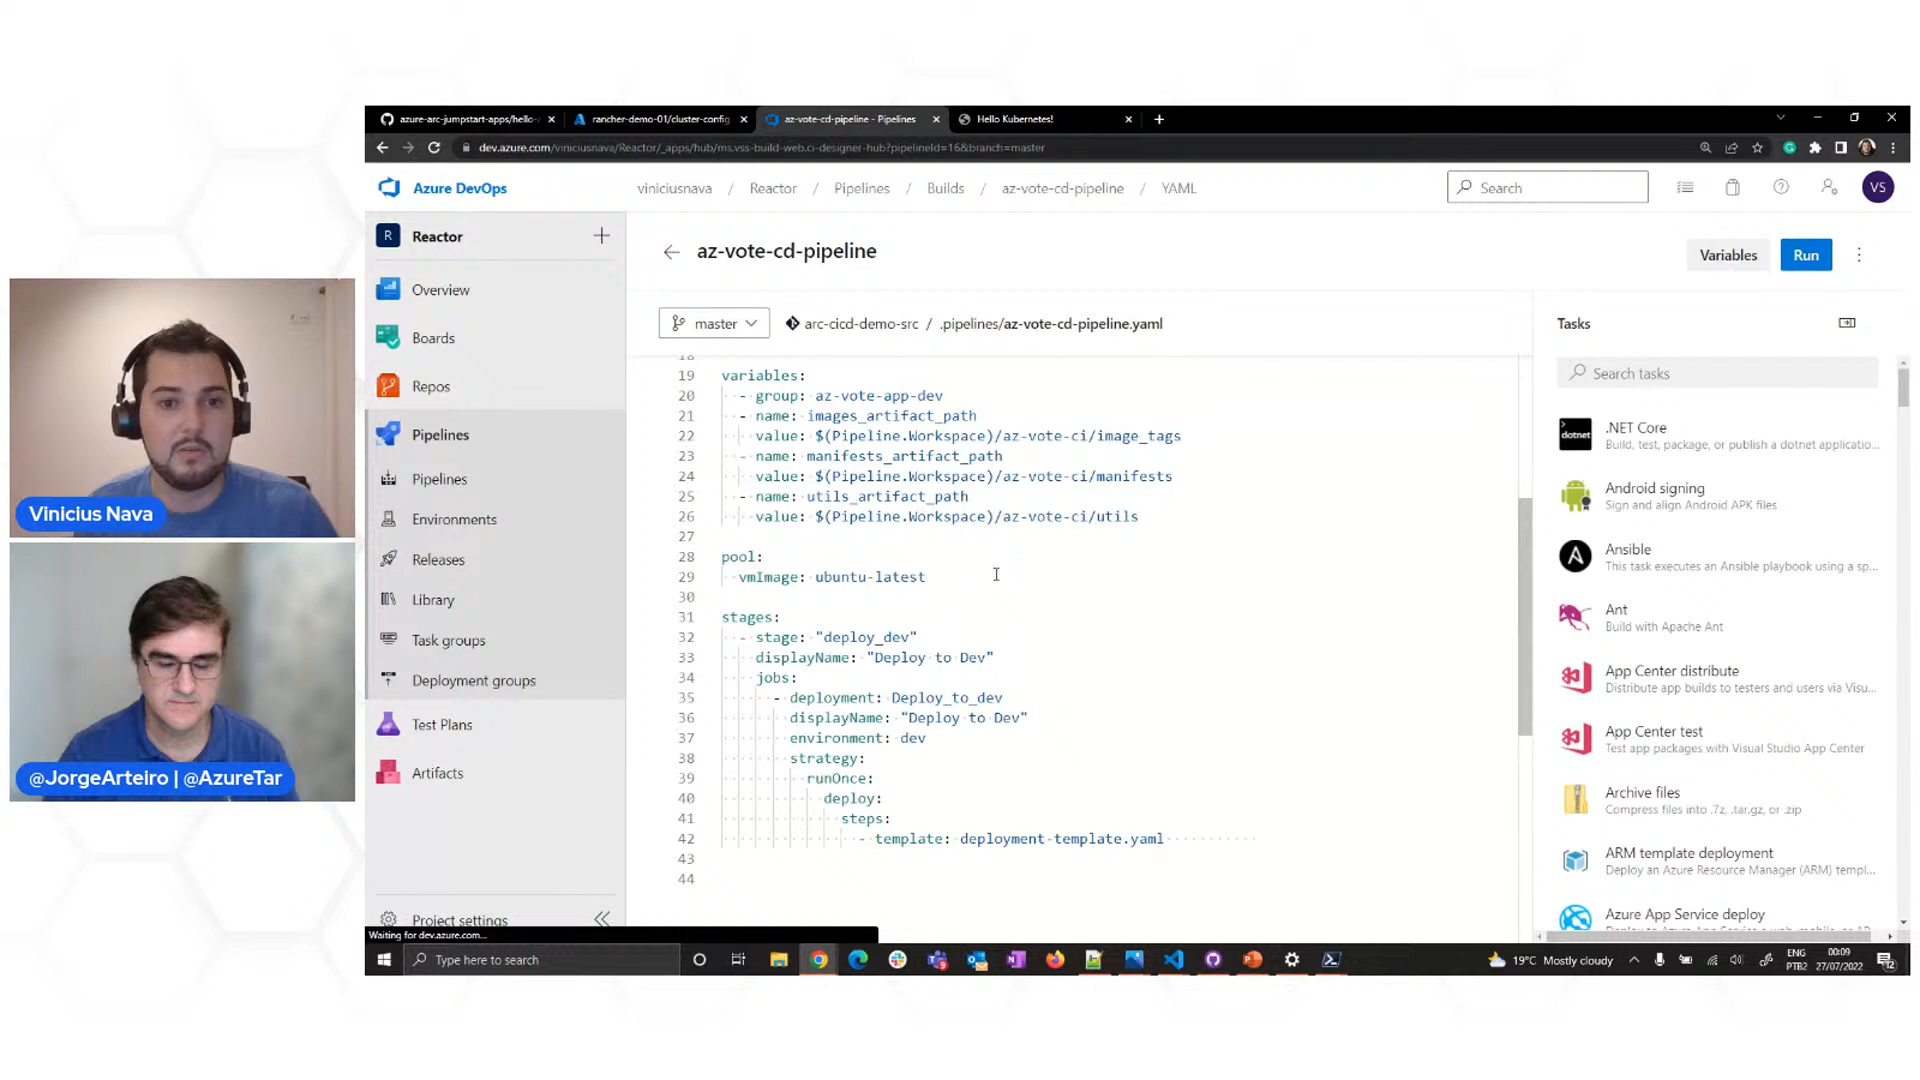 azure-arc-jumpstart-apps/hello-
rancher-demo-01/cluster-config
az-vote-cd-pipeline - Pipelines
Hello Kubernetes!
dev.azure.com/viniciusnava/Reactor/_apps/hub/ms.vss-build-web.ci-designer-hub?pipelineId=16&branch=master
Azure DevOps
viniciusnava / Reactor / Pipelines / Builds / az-vote-cd-pipeline / YAML
Search
VS
R Reactor
Overview
Boards
Repos
Pipelines
Pipelines
Environments
Releases
Library
Task groups
Deployment groups
Test Plans
Artifacts
Project settings
Waiting for dev.azure.com...
az-vote-cd-pipeline
Variables
Run
master
arc-cicd-demo-src / .pipelines/az-vote-cd-pipeline.yaml
18
19 variables:
20 - group: az-vote-app-dev
21 - name: images_artifact_path
22 value: $(Pipeline.Workspace)/az-vote-ci/image_tags
23 - name: manifests_artifact_path
24 value: $(Pipeline.Workspace)/az-vote-ci/manifests
25 - name: utils_artifact_path
26 value: $(Pipeline.Workspace)/az-vote-ci/utils
27
28 pool:
29 vmImage: ubuntu-latest
30
31 stages:
32 - stage: "deploy_dev"
33 displayName: "Deploy to Dev"
34 jobs:
35 - deployment: Deploy_to_dev
36 displayName: "Deploy to Dev"
37 environment: dev
38 strategy:
39 runOnce:
40 deploy:
41 steps:
42 - template: deployment-template.yaml
43
44
Tasks
Search tasks
dotnet
.NET Core
Build, test, package, or publish a dotnet applicatio...
Android signing
Sign and align Android APK files
Ansible
This task executes an Ansible playbook using a sp...
Ant
Build with Apache Ant
App Center distribute
Distribute app builds to testers and users via Visu...
App Center test
Test app packages with Visual Studio App Center
Archive files
Compress files into .7z, .tar.gz, or .zip
ARM template deployment
Deploy an Azure Resource Manager (ARM) templ...
Azure App Service deploy
Vinicius Nava
@JorgeArteiro | @AzureTar
Type here to search
19°C Mostly cloudy
ENG
PTB2
00:09
27/07/2022
12